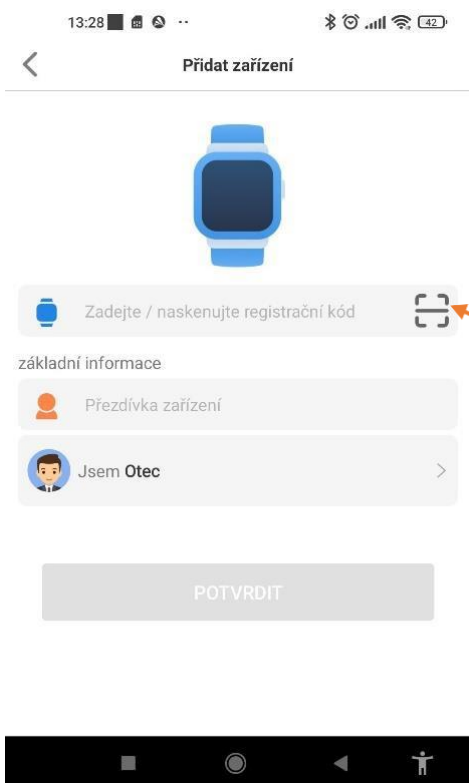 13:28
42
Přidat zařízení
Zadejte / naskenujte registrační kód
základní informace
Přezdívka zařízení
Jsem Otec
POTVRDIT